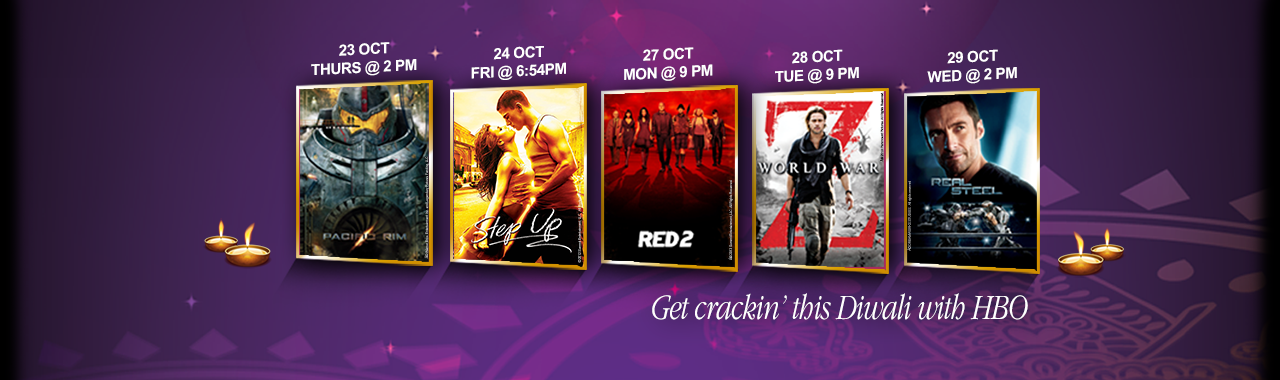 23 OCT
THURS @ 2 PM
24 OCT
FRI @ 6:54PM
27 OCT
MON @ 9 PM
28 OCT
TUE @ 9 PM
29 OCT
WED @ 2 PM
PACIFIC RIM
Step Up
RED 2
WORLD WAR
Z
REAL
STEEL
Get crackin' this Diwali with HBO